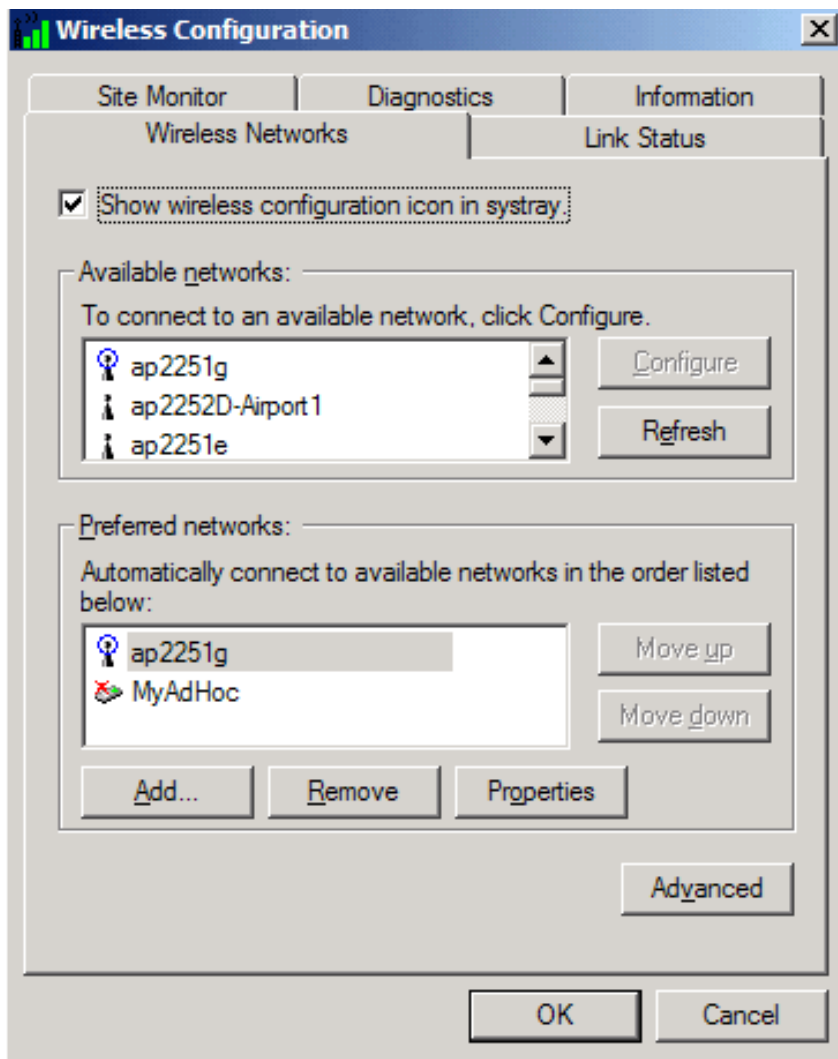 Wireless Configuration
Site Monitor
Diagnostics
Information
Wireless Networks
Link Status
Show wireless configuration icon in systray.
Available networks:
To connect to an available network, click Configure.
ap2251g
ap2252D-Airport1
ap2251e
Configure
Refresh
Preferred networks:
Automatically connect to available networks in the order listed
below:
ap2251g
MyAdHoc
Move up
Move down
Add...
Remove
Properties
Advanced
OK
Cancel